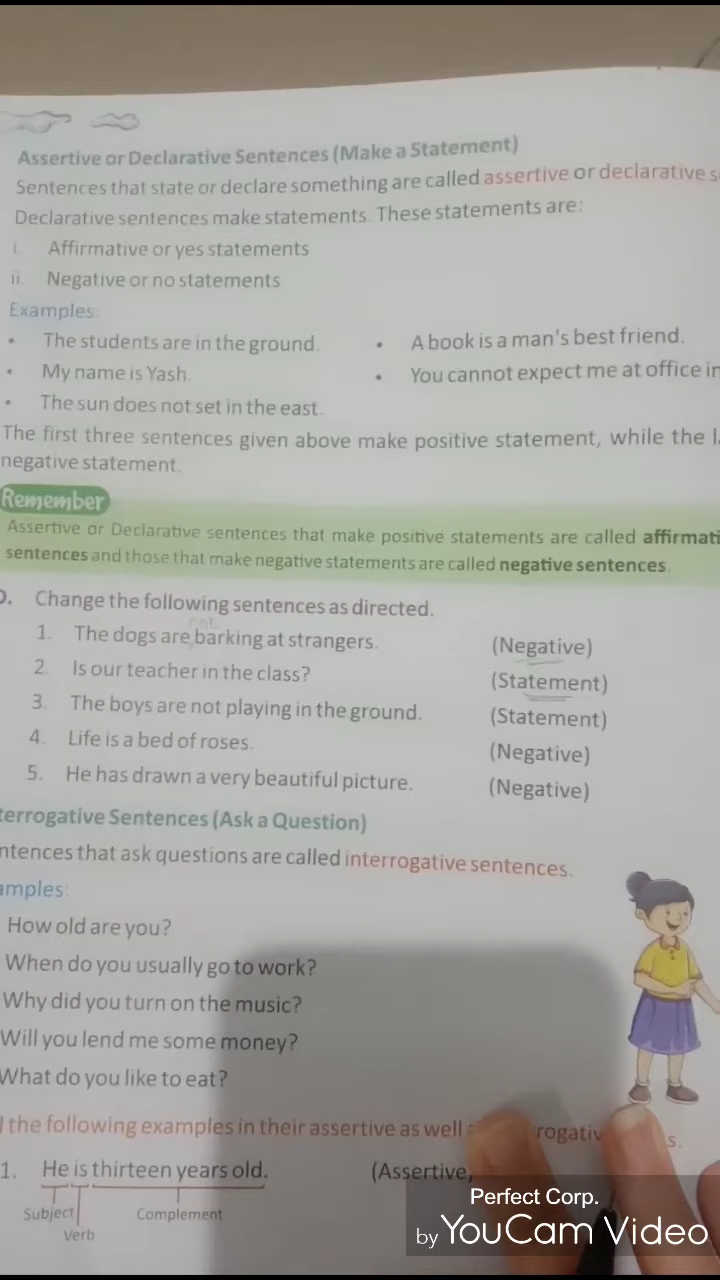 Assertive or Declarative Sentences (Make a Statement)
Sentences that state or declare something are called assertive or declarative s
Declarative sentences make statements. These statements are:
i. Affirmative or yes statements
ii. Negative or no statements
Examples:
• The students are in the ground. • A book is a man's best friend.
• My name is Yash. • You cannot expect me at office in
• The sun does not set in the east.
The first three sentences given above make positive statement, while the la
negative statement.
Remember
Assertive or Declarative sentences that make positive statements are called affirmati
sentences and those that make negative statements are called negative sentences.
D. Change the following sentences as directed.
not
1. The dogs are barking at strangers. (Negative)
2. Is our teacher in the class? (Statement)
3. The boys are not playing in the ground. (Statement)
4. Life is a bed of roses. (Negative)
5. He has drawn a very beautiful picture. (Negative)
terrogative Sentences (Ask a Question)
ntences that ask questions are called interrogative sentences.
amples:
How old are you?
When do you usually go to work?
Why did you turn on the music?
Will you lend me some money?
What do you like to eat?
the following examples in their assertive as well rogativ s.
1. He is thirteen years old. (Assertive,
Subject Complement
Verb
Perfect Corp.
by YouCam Video